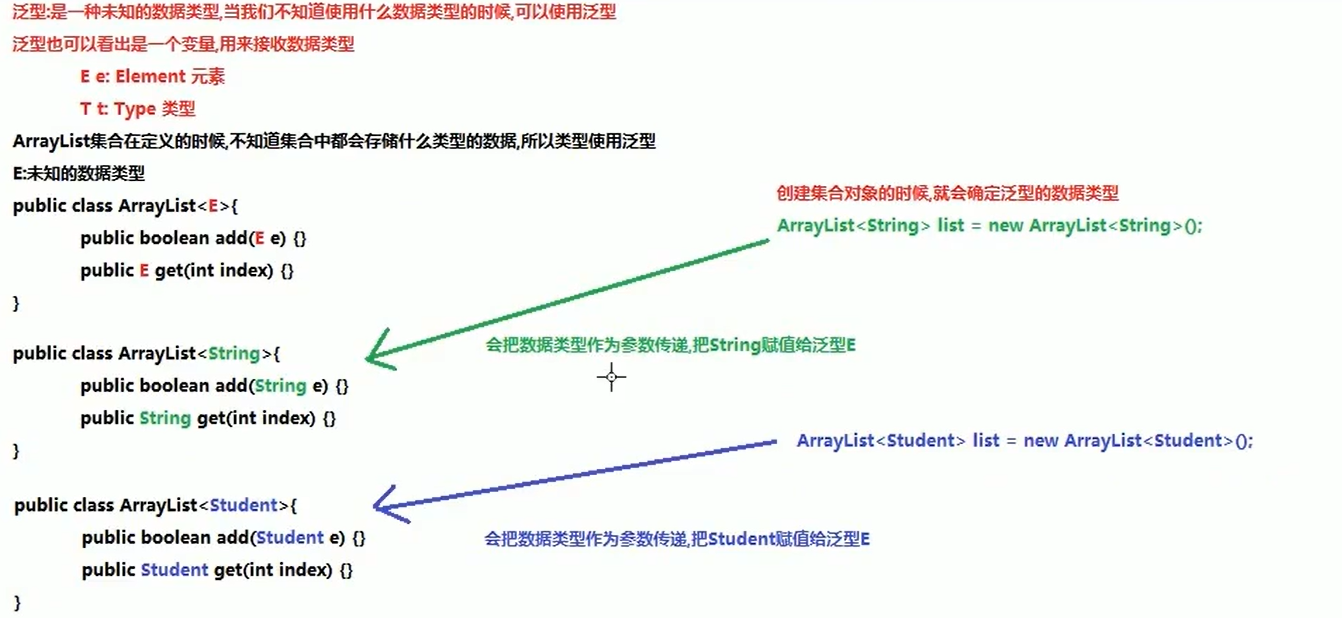 泛型:是一种未知的数据类型,当我们不知道使用什么数据类型的时候,可以使用泛型
泛型也可以看出是一个变量,用来接收数据类型
E e: Element 元素
T t: Type 类型
ArrayList集合在定义的时候,不知道集合中都会存储什么类型的数据,所以类型使用泛型
E:未知的数据类型
public class ArrayList<E>{
public boolean add(E e) {}
public E get(int index) {}
}
创建集合对象的时候,就会确定泛型的数据类型
ArrayList<String> list = new ArrayList<String>();
会把数据类型作为参数传递,把String赋值给泛型E
public class ArrayList<String>{
public boolean add(String e) {}
public String get(int index) {}
}
ArrayList<Student> list = new ArrayList<Student>();
public class ArrayList<Student>{
public boolean add(Student e) {}
public Student get(int index) {}
}
会把数据类型作为参数传递,把Student赋值给泛型E